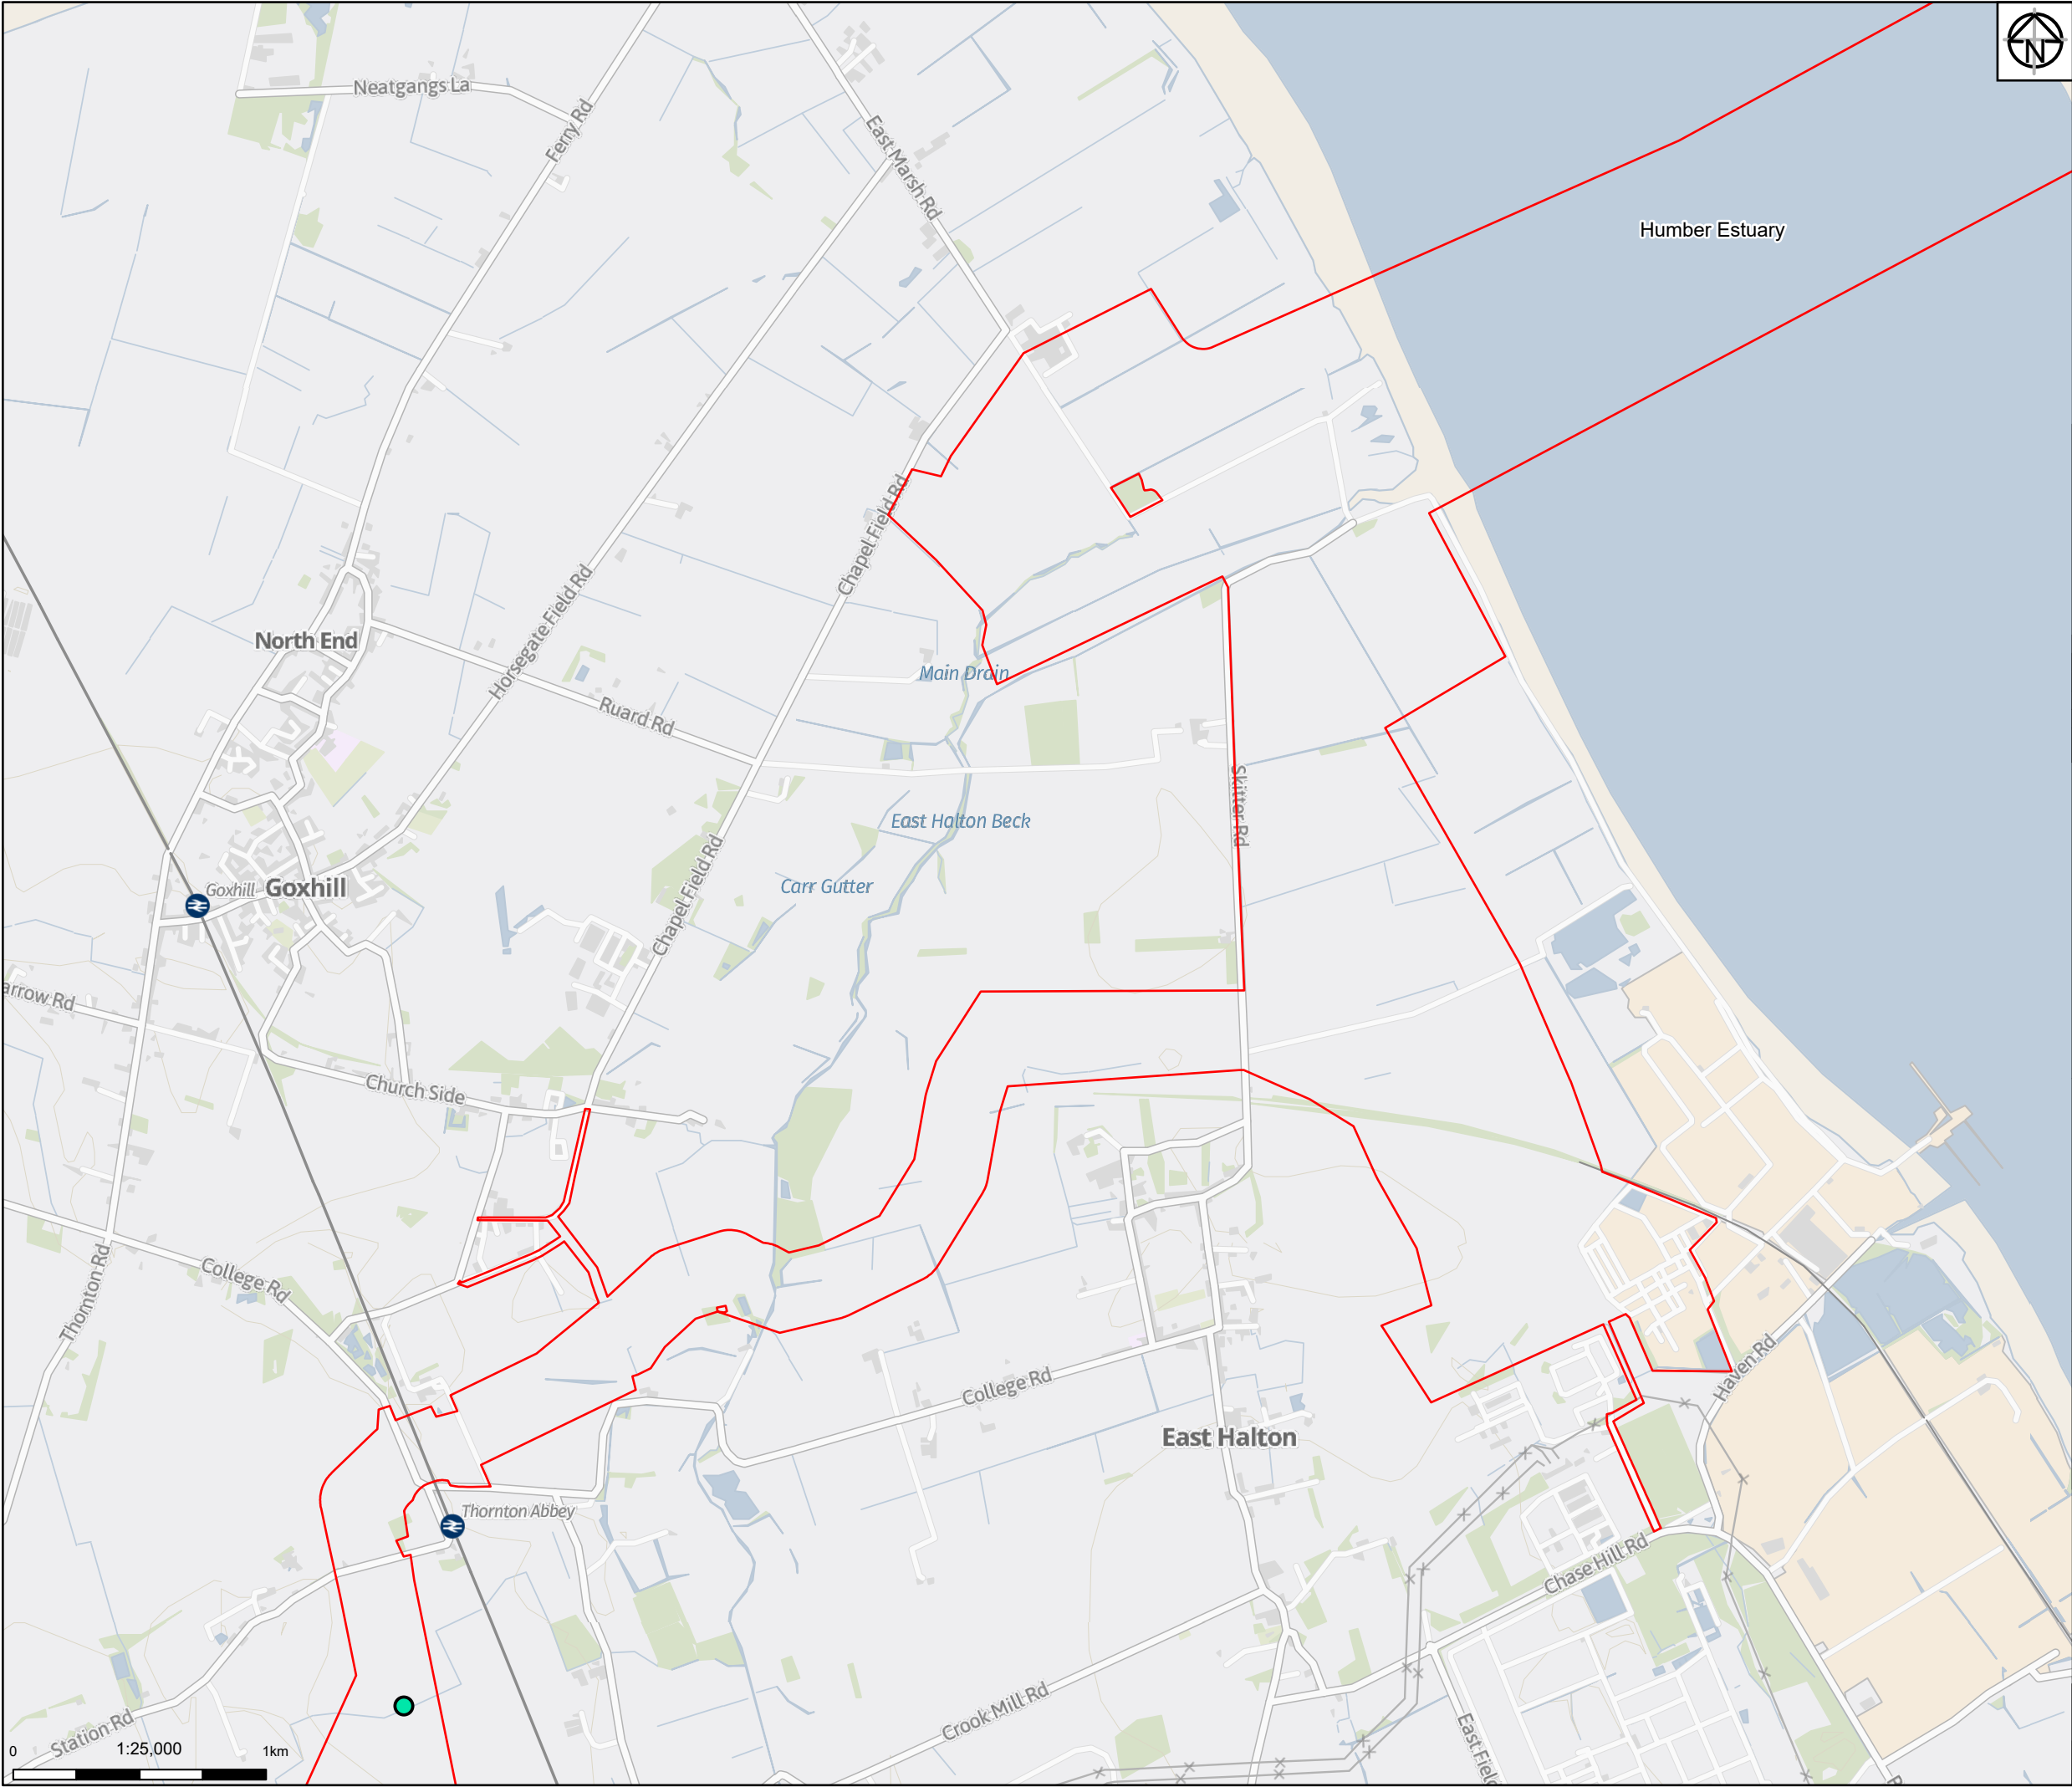 N
Neatgangs La
Ferry Rd
East Marsh Rd
Humber Estuary
Chapel Field Rd
Horsegate Field Rd
North End
Main Drain
Ruard Rd
Skitter Rd
East Halton Beck
Carr Gutter
Chapel Field Rd
Goxhill
Goxhill
arrow Rd
Church Side
College Rd
Thornton Rd
Haven Rd
College Rd
East Halton
Thornton Abbey
Chase Hill Rd
Crook Mill Rd
East Field
Station Rd
0
1:25,000
1km